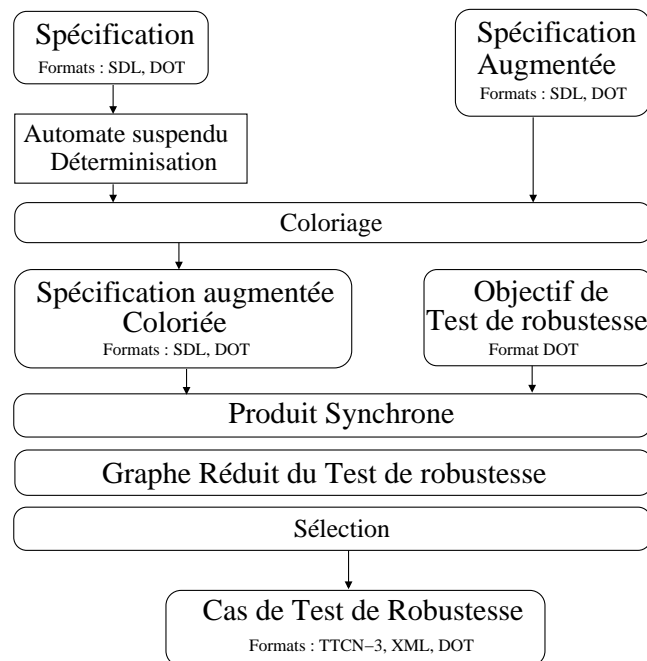 Spécification
Formats : SDL, DOT
Spécification
Augmentée
Formats : SDL, DOT
Automate suspendu
Déterminisation
Coloriage
Spécification augmentée
Coloriée
Formats : SDL, DOT
Objectif de
Test de robustesse
Format DOT
Produit Synchrone
Graphe Réduit du Test de robustesse
Sélection
Cas de Test de Robustesse
Formats : TTCN−3, XML, DOT